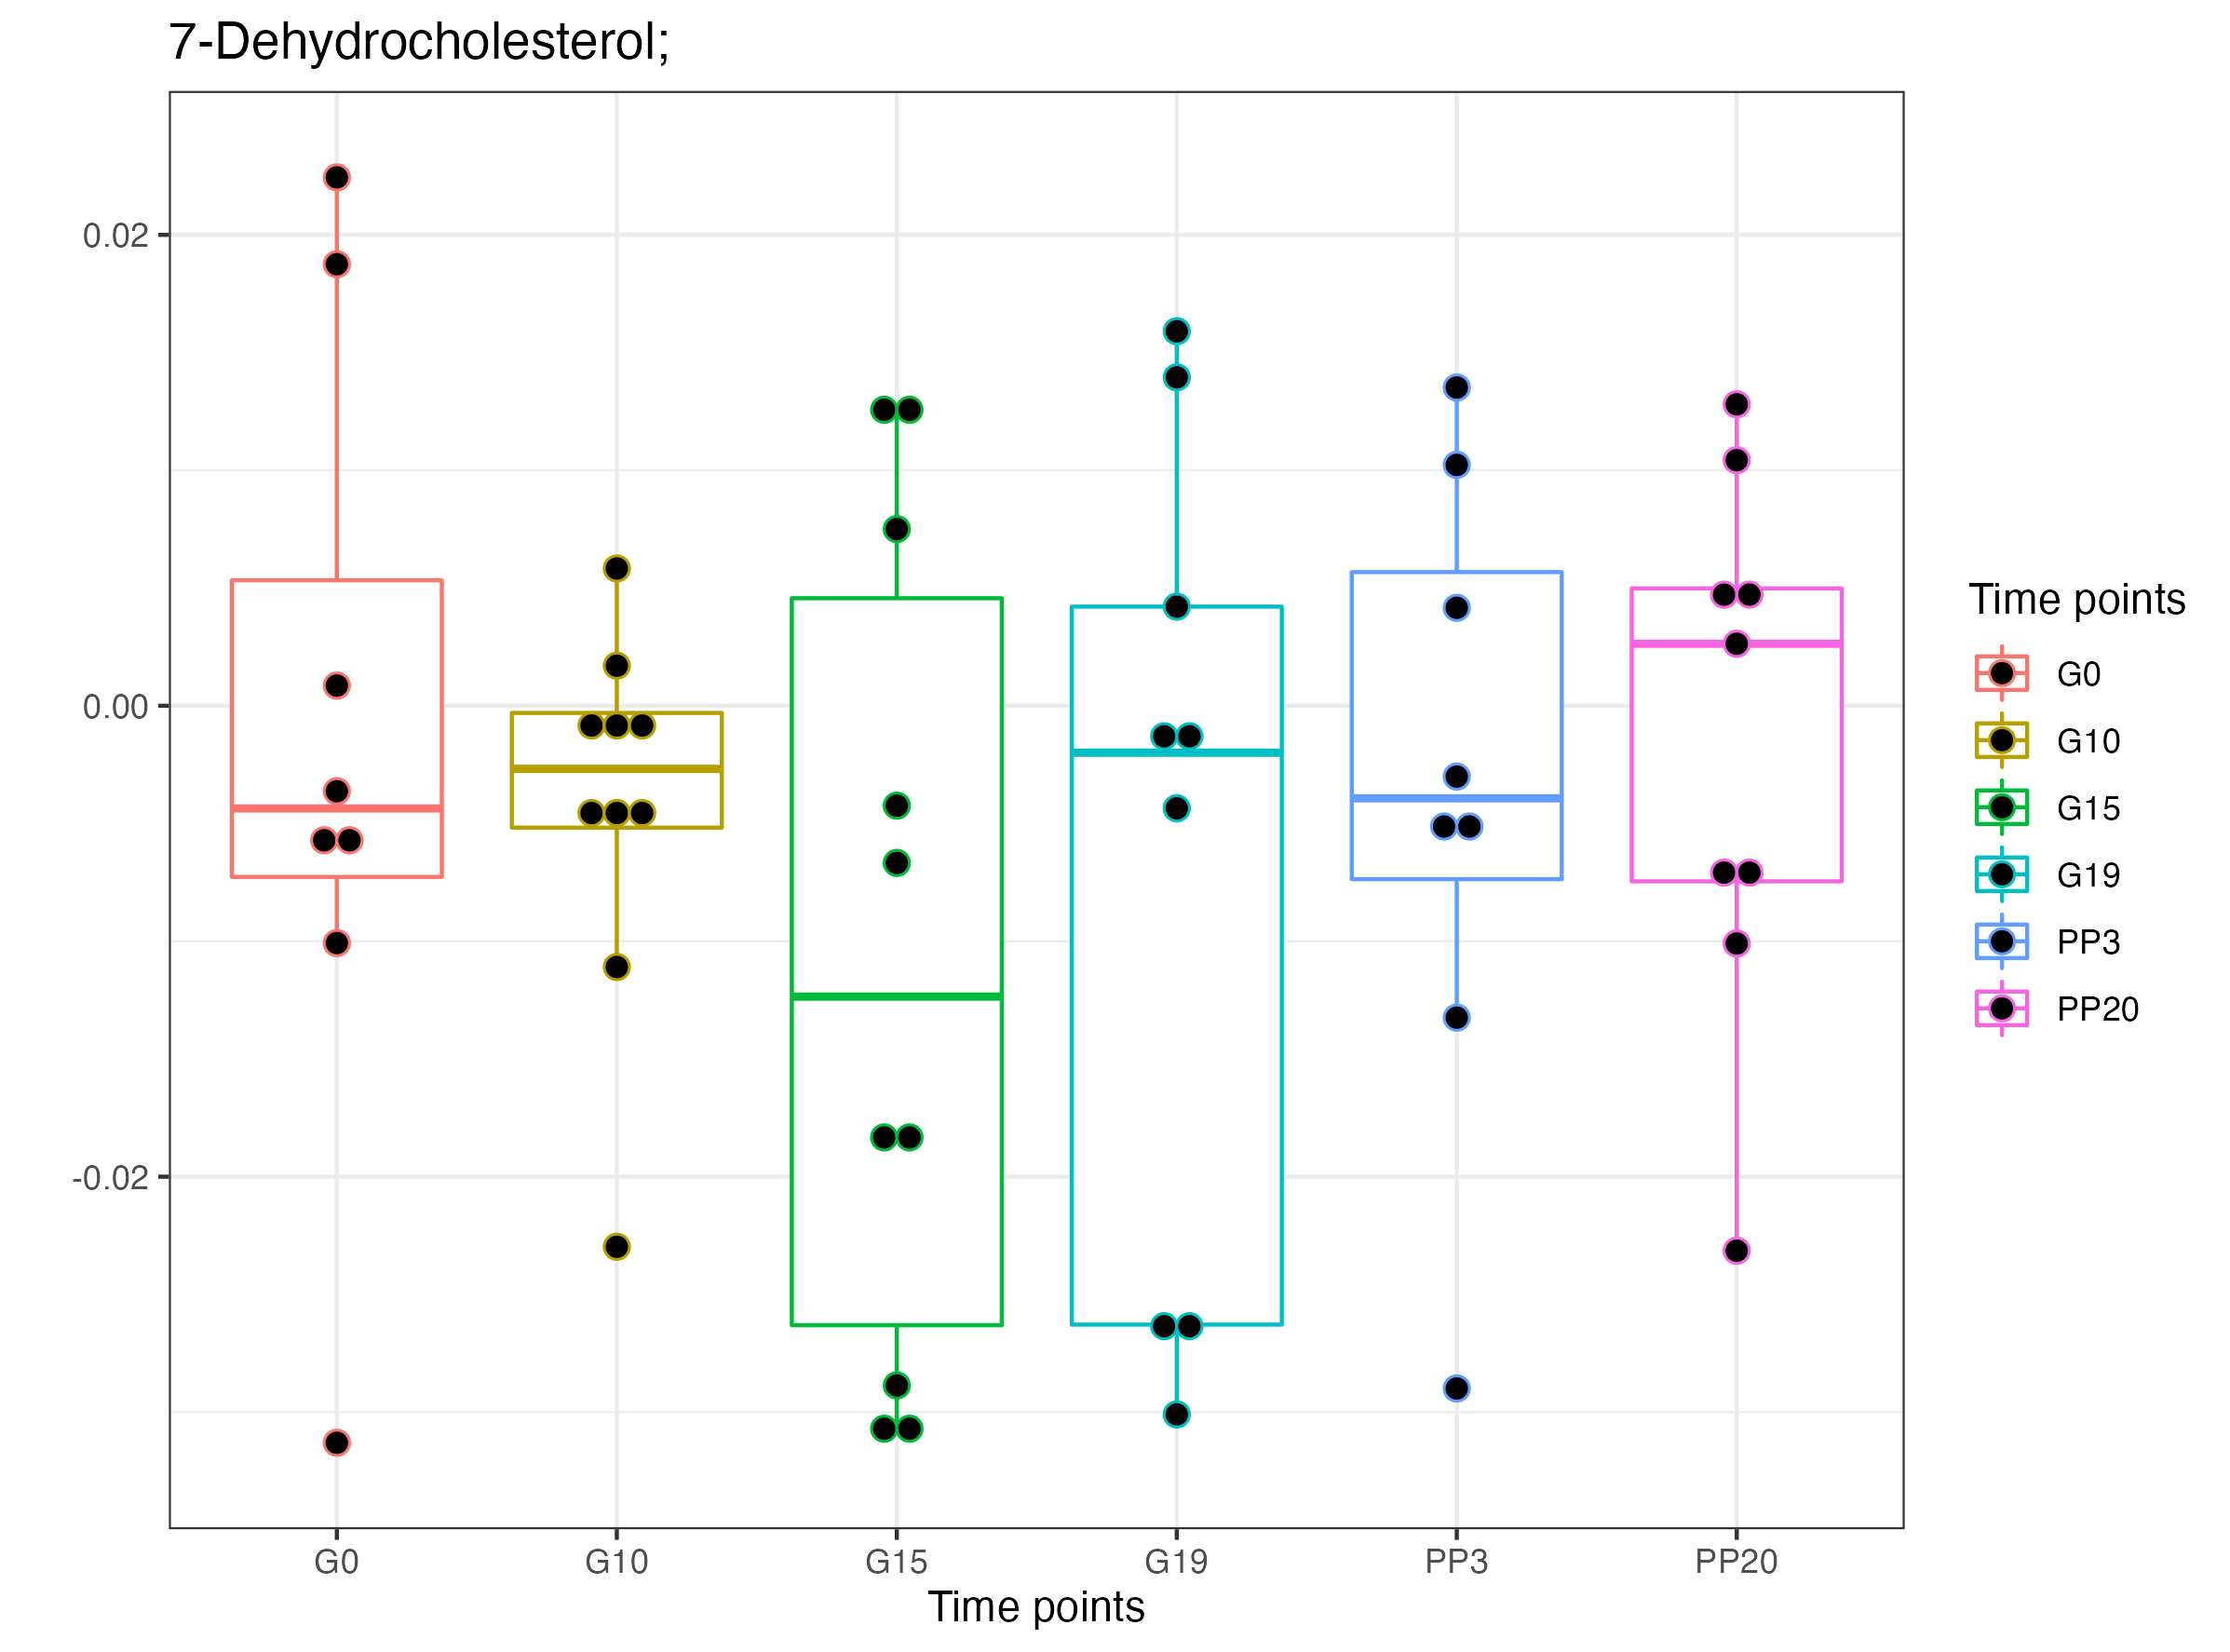 7-Dehydrocholesterol;
0.02
0.00
-0.02
G0 G10 G15 G19 PP3 PP20
Time points
Time points
G0
G10
G15
G19
PP3
PP20